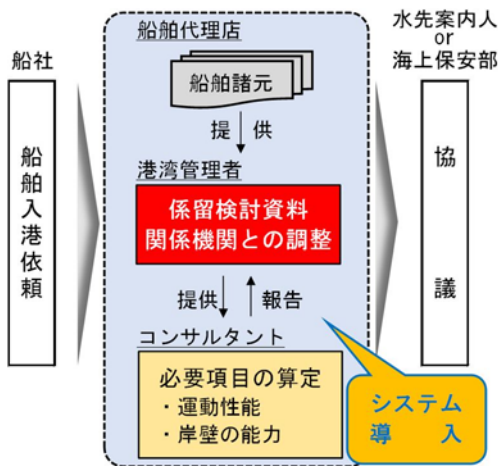 船社
船舶入港依頼
船舶代理店
船舶諸元
提 供
港湾管理者
係留検討資料
関係機関との調整
提供
報告
コンサルタント
必要項目の算定
・運動性能
・岸壁の能力
システム
導 入
水先案内人
or
海上保安部
協 議